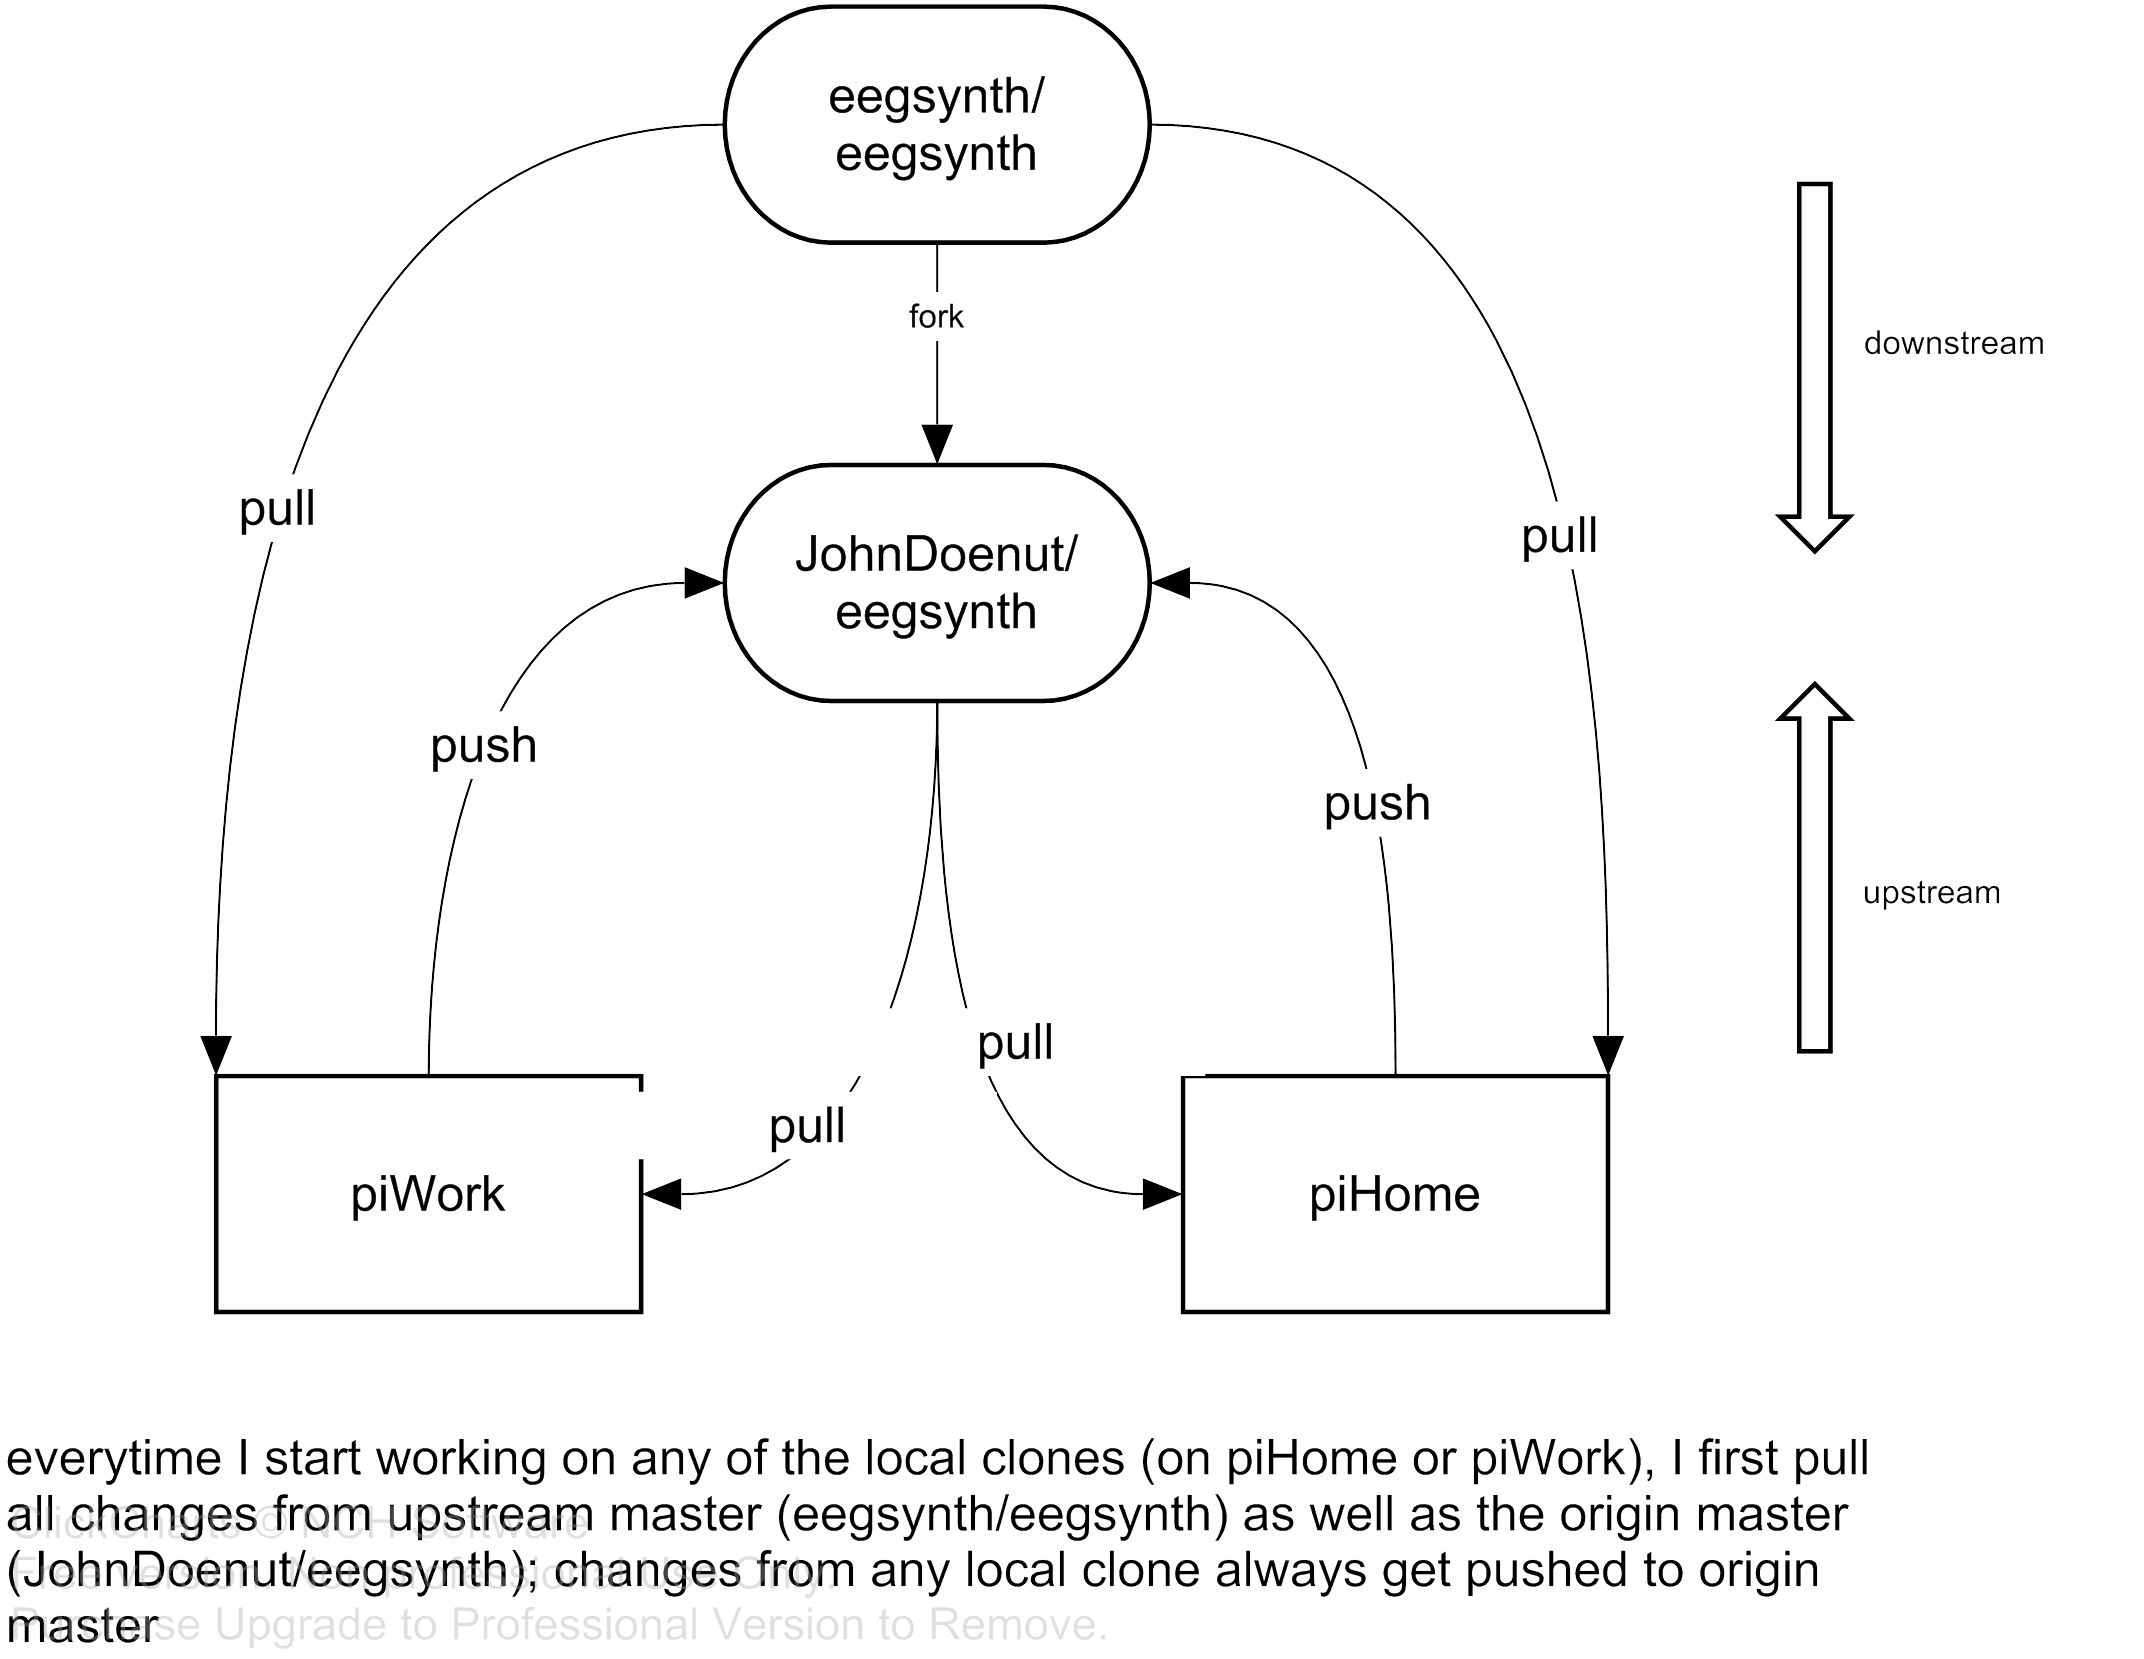 eegsynth/
eegsynth
fork
downstream
pull
pull
JohnDoenut/
eegsynth
push
push
upstream
pull
pull
piWork
piHome
everytime I start working on any of the local clones (on piHome or piWork), I first pull
all changes from upstream master (eegsynth/eegsynth) as well as the origin master
(JohnDoenut/eegsynth); changes from any local clone always get pushed to origin
master
ClickCharts © NCH Software
Free version. Non-professional Use Only.
Purchase Upgrade to Professional Version to Remove.